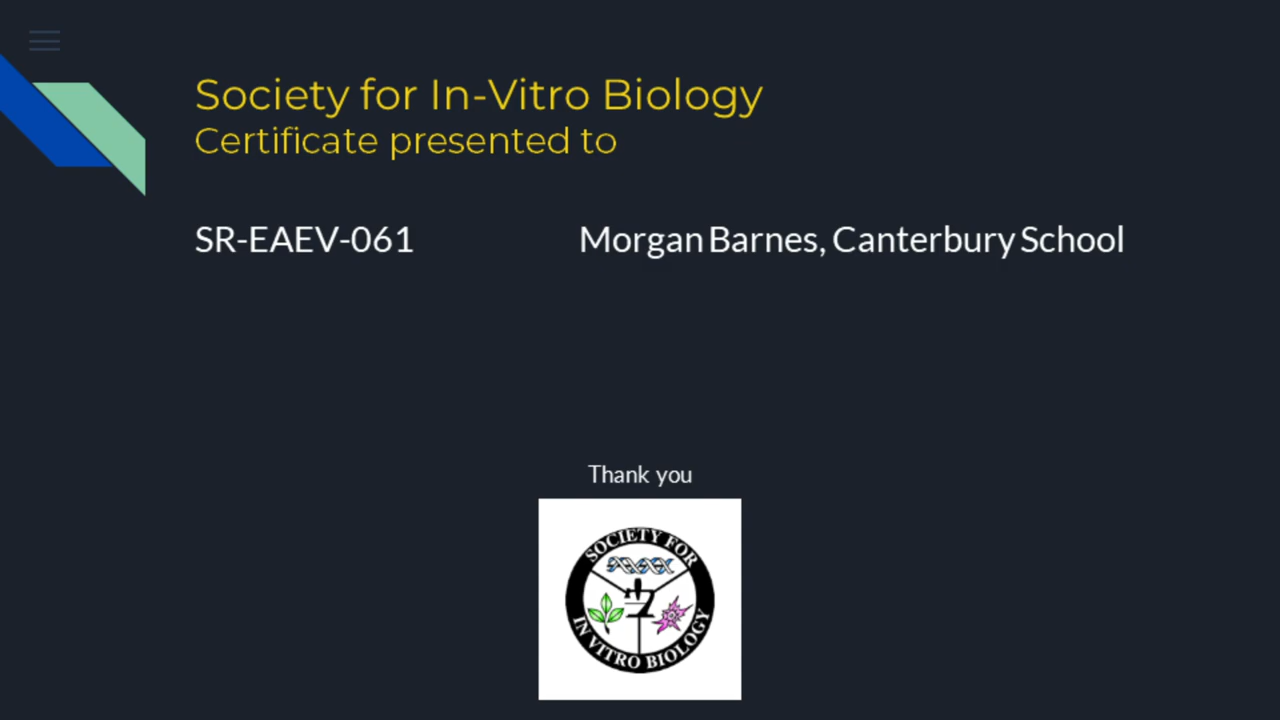 Society for In-Vitro Biology
Certificate presented to
SR-EAEV-061 Morgan Barnes, Canterbury School
Thank you
SOCIETY FOR
IN VITRO BIOLOGY